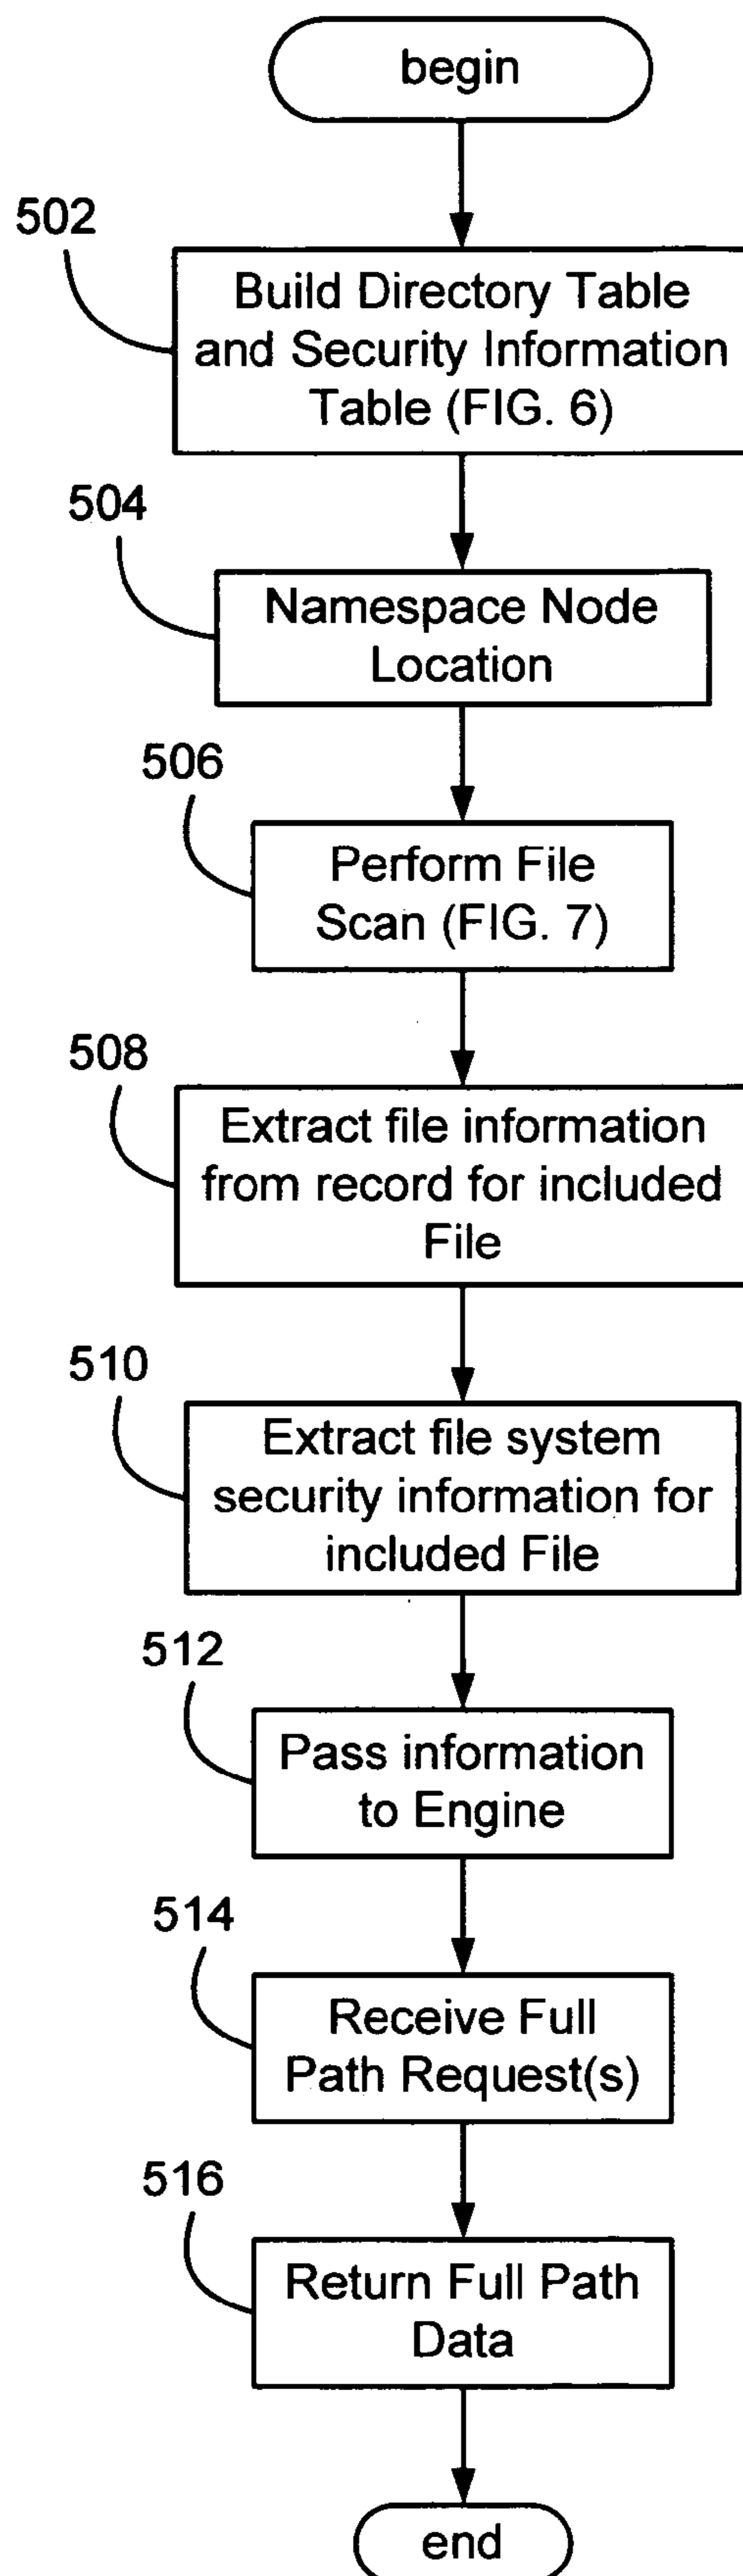 begin
502
Build Directory Table
and Security Information
Table (FIG. 6)
504
Namespace Node
Location
506
Perform File
Scan (FIG. 7)
508
Extract file information
from record for included
File
510
Extract file system
security information for
included File
512
Pass information
to Engine
514
Receive Full
Path Request(s)
516
Return Full Path
Data
end